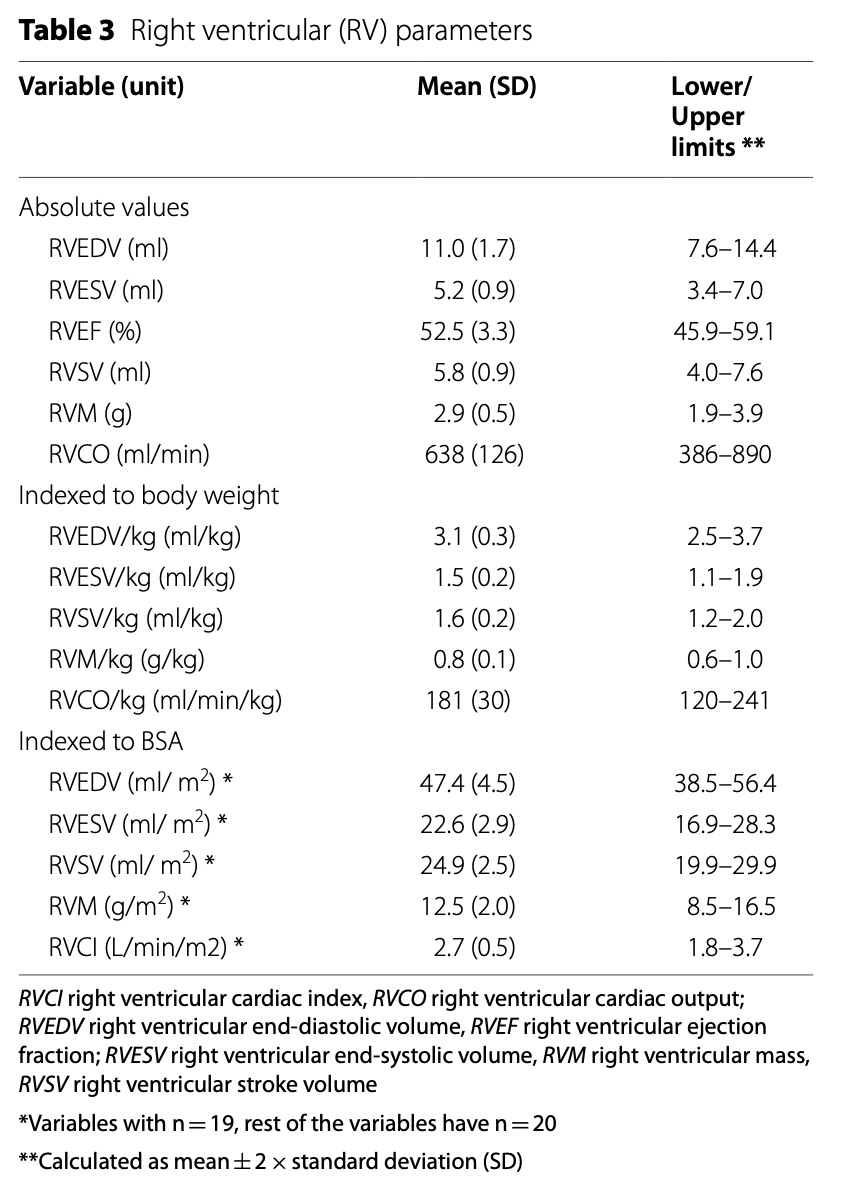 Table 3 Right ventricular (RV) parameters
Variable (unit) Mean (SD) Lower/
Upper
limits **
Absolute values
RVEDV (ml) 11.0 (1.7) 7.6–14.4
RVESV (ml) 5.2 (0.9) 3.4–7.0
RVEF (%) 52.5 (3.3) 45.9–59.1
RVSV (ml) 5.8 (0.9) 4.0–7.6
RVM (g) 2.9 (0.5) 1.9–3.9
RVCO (ml/min) 638 (126) 386–890
Indexed to body weight
RVEDV/kg (ml/kg) 3.1 (0.3) 2.5–3.7
RVESV/kg (ml/kg) 1.5 (0.2) 1.1–1.9
RVSV/kg (ml/kg) 1.6 (0.2) 1.2–2.0
RVM/kg (g/kg) 0.8 (0.1) 0.6–1.0
RVCO/kg (ml/min/kg) 181 (30) 120–241
Indexed to BSA
RVEDV (ml/ m²) * 47.4 (4.5) 38.5–56.4
RVESV (ml/ m²) * 22.6 (2.9) 16.9–28.3
RVSV (ml/ m²) * 24.9 (2.5) 19.9–29.9
RVM (g/m²) * 12.5 (2.0) 8.5–16.5
RVCI (L/min/m2) * 2.7 (0.5) 1.8–3.7
RVCI right ventricular cardiac index, RVCO right ventricular cardiac output;
RVEDV right ventricular end-diastolic volume, RVEF right ventricular ejection
fraction; RVESV right ventricular end-systolic volume, RVM right ventricular mass,
RVSV right ventricular stroke volume
*Variables with n = 19, rest of the variables have n = 20
**Calculated as mean ± 2 × standard deviation (SD)